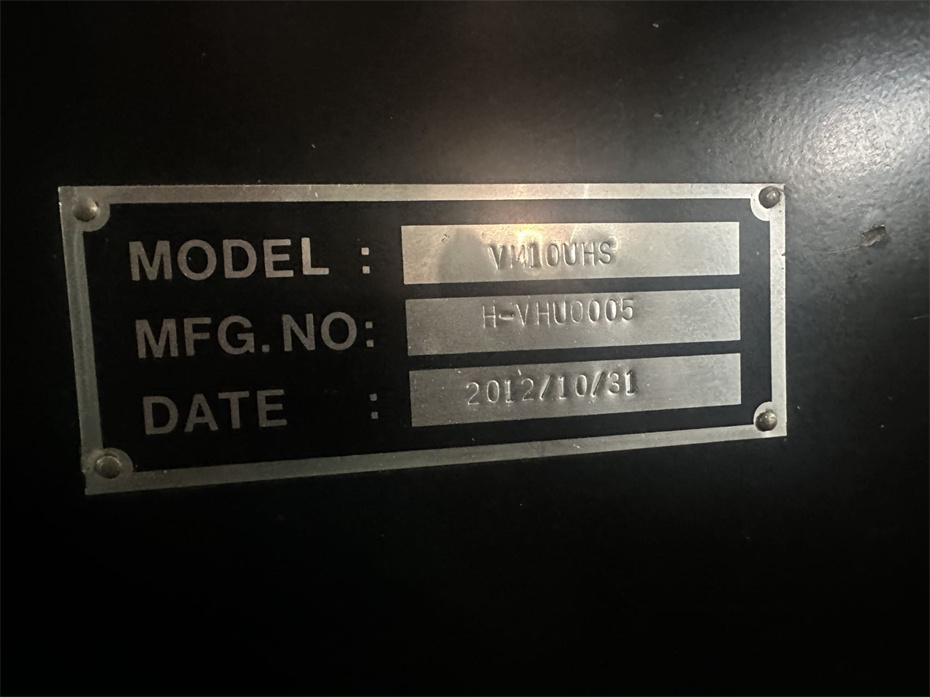 MODEL : VM10UHS
MFG.NO: H-VHU0005
DATE : 2012/10/31